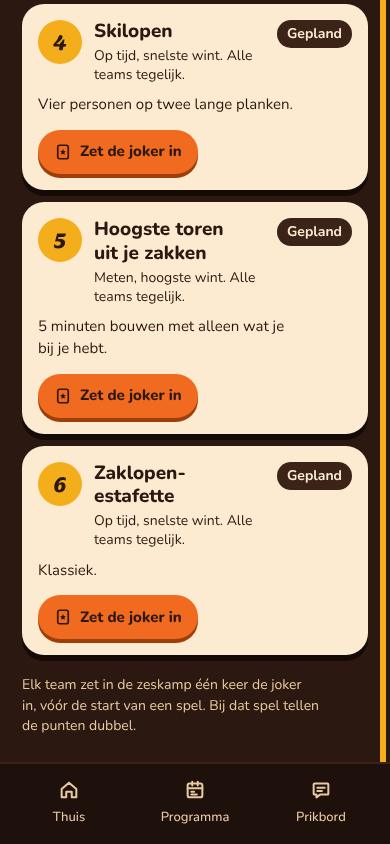 4
Skilopen
Gepland
Op tijd, snelste wint. Alle
teams tegelijk.
Vier personen op twee lange planken.
Zet de joker in
5
Hoogste toren
uit je zakken
Gepland
Meten, hoogste wint. Alle
teams tegelijk.
5 minuten bouwen met alleen wat je
bij je hebt.
Zet de joker in
6
Zaklopen-
estafette
Gepland
Op tijd, snelste wint. Alle
teams tegelijk.
Klassiek.
Zet de joker in
Elk team zet in de zeskamp één keer de joker
in, vóór de start van een spel. Bij dat spel tellen
de punten dubbel.
Thuis
Programma
Prikbord